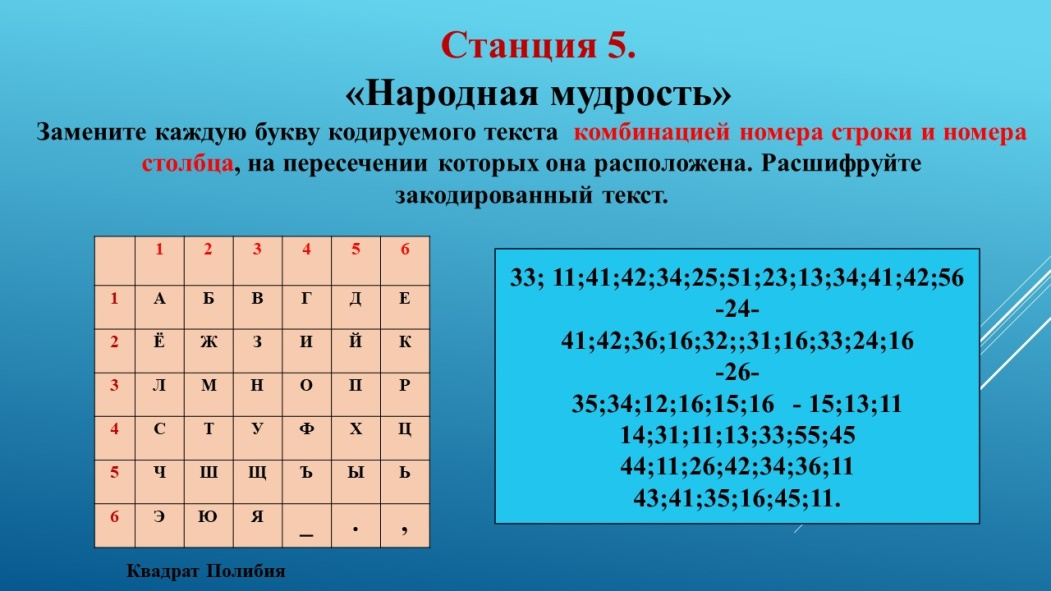 Станция 5.
«Народная мудрость»
Замените каждую букву кодируемого текста комбинацией номера строки и номера
столбца, на пересечении которых она расположена. Расшифруйте
закодированный текст.
1 2 3 4 5 6
1 А Б В Г Д Е
2 Ё Ж З И Й К
3 Л М Н О П Р
4 С Т У Ф Х Ц
5 Ч Ш Щ Ъ Ы Ь
6 Э Ю Я _ . ,
Квадрат Полибия
33; 11;41;42;34;25;51;23;13;34;41;42;56
-24-
41;42;36;16;32;;31;16;33;24;16
-26-
35;34;12;16;15;16 - 15;13;11
14;31;11;13;33;55;45
44;11;26;42;34;36;11
43;41;35;16;45;11.